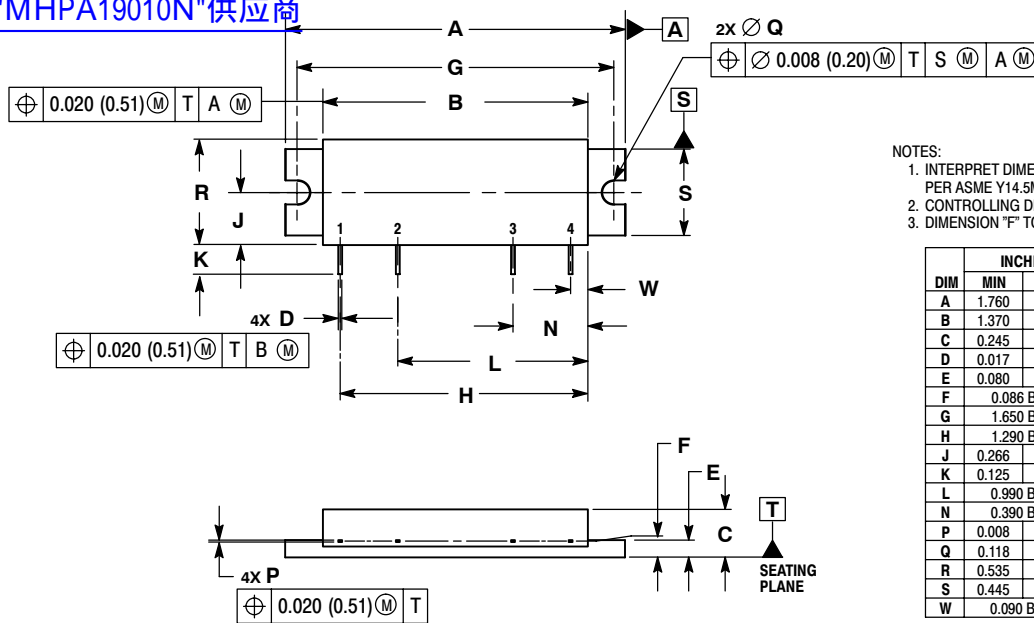 "MHPA19010N"供应商
A
A
2X ∅ Q
⌖ ∅ 0.008 (0.20) Ⓜ T S Ⓜ A Ⓜ
G
B
⌖ 0.020 (0.51) Ⓜ T A Ⓜ
S
R
J
S
K
1 2 3 4
W
4X D
N
⌖ 0.020 (0.51) Ⓜ T B Ⓜ
L
H
F
E
C
T
SEATING
PLANE
4X P
⌖ 0.020 (0.51) Ⓜ T
NOTES:
1. INTERPRET DIME
PER ASME Y14.5M
2. CONTROLLING DI
3. DIMENSION "F" TO
INCH
DIM MIN
A 1.760
B 1.370
C 0.245
D 0.017
E 0.080
F 0.086 B
G 1.650 B
H 1.290 B
J 0.266
K 0.125
L 0.990 B
N 0.390 B
P 0.008
Q 0.118
R 0.535
S 0.445
W 0.090 B